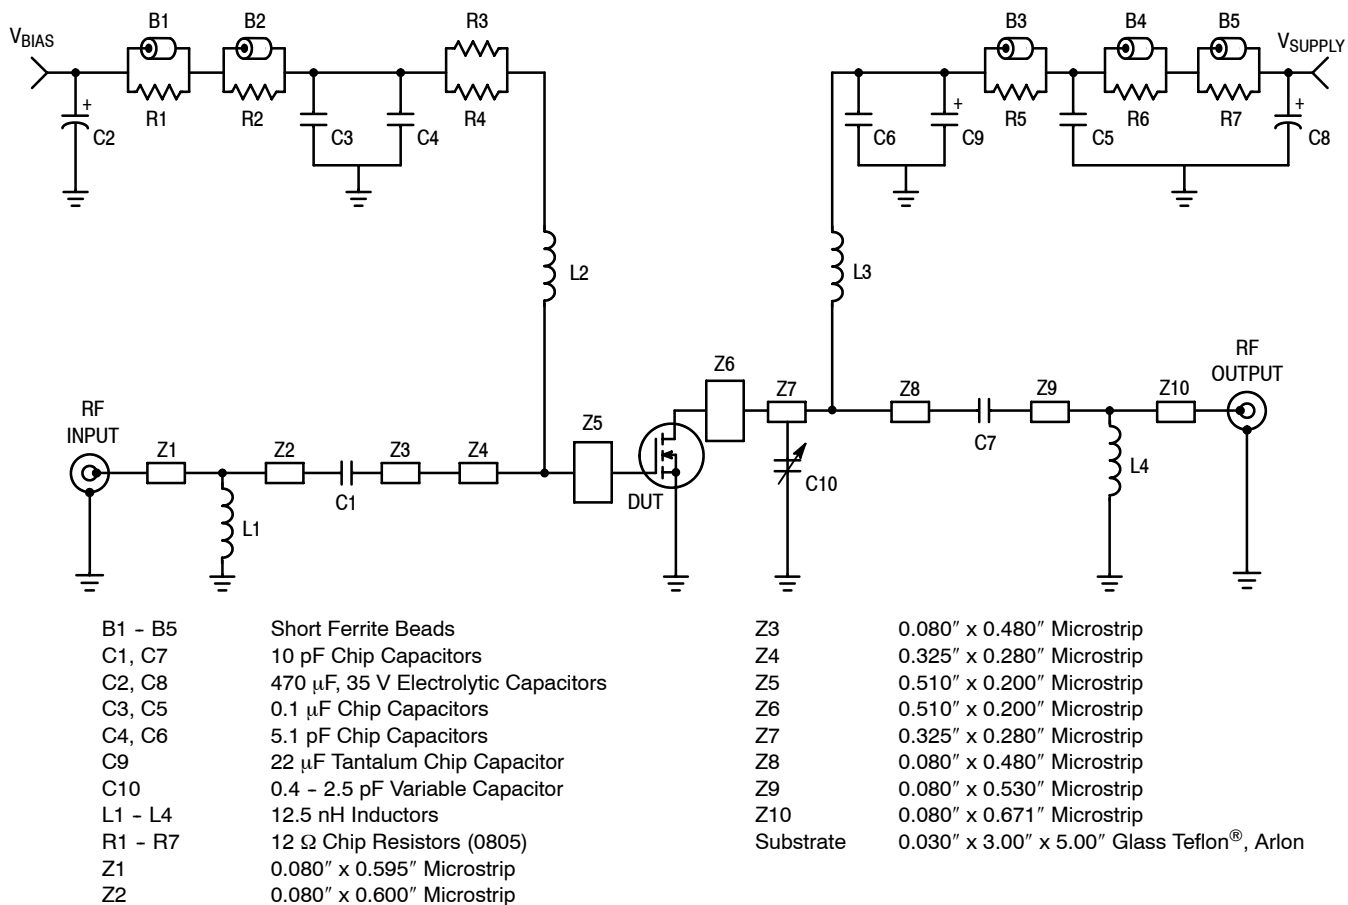 B1
B2
R3
B3
B4
B5
V_BIAS
V_SUPPLY
+
R1
R2
R4
+
R5
R6
R7
+
C2
C3
C4
C6
C9
C5
C8
L2
L3
Z6
RF
OUTPUT
Z7
Z8
Z9
Z10
RF
INPUT
Z5
Z1
Z2
Z3
Z4
C7
L4
C1
DUT
C10
L1
B1 - B5 Short Ferrite Beads
C1, C7 10 pF Chip Capacitors
C2, C8 470 μF, 35 V Electrolytic Capacitors
C3, C5 0.1 μF Chip Capacitors
C4, C6 5.1 pF Chip Capacitors
C9 22 μF Tantalum Chip Capacitor
C10 0.4 - 2.5 pF Variable Capacitor
L1 - L4 12.5 nH Inductors
R1 - R7 12 Ω Chip Resistors (0805)
Z1 0.080″ x 0.595″ Microstrip
Z2 0.080″ x 0.600″ Microstrip
Z3 0.080″ x 0.480″ Microstrip
Z4 0.325″ x 0.280″ Microstrip
Z5 0.510″ x 0.200″ Microstrip
Z6 0.510″ x 0.200″ Microstrip
Z7 0.325″ x 0.280″ Microstrip
Z8 0.080″ x 0.480″ Microstrip
Z9 0.080″ x 0.530″ Microstrip
Z10 0.080″ x 0.671″ Microstrip
Substrate 0.030″ x 3.00″ x 5.00″ Glass Teflon®, Arlon